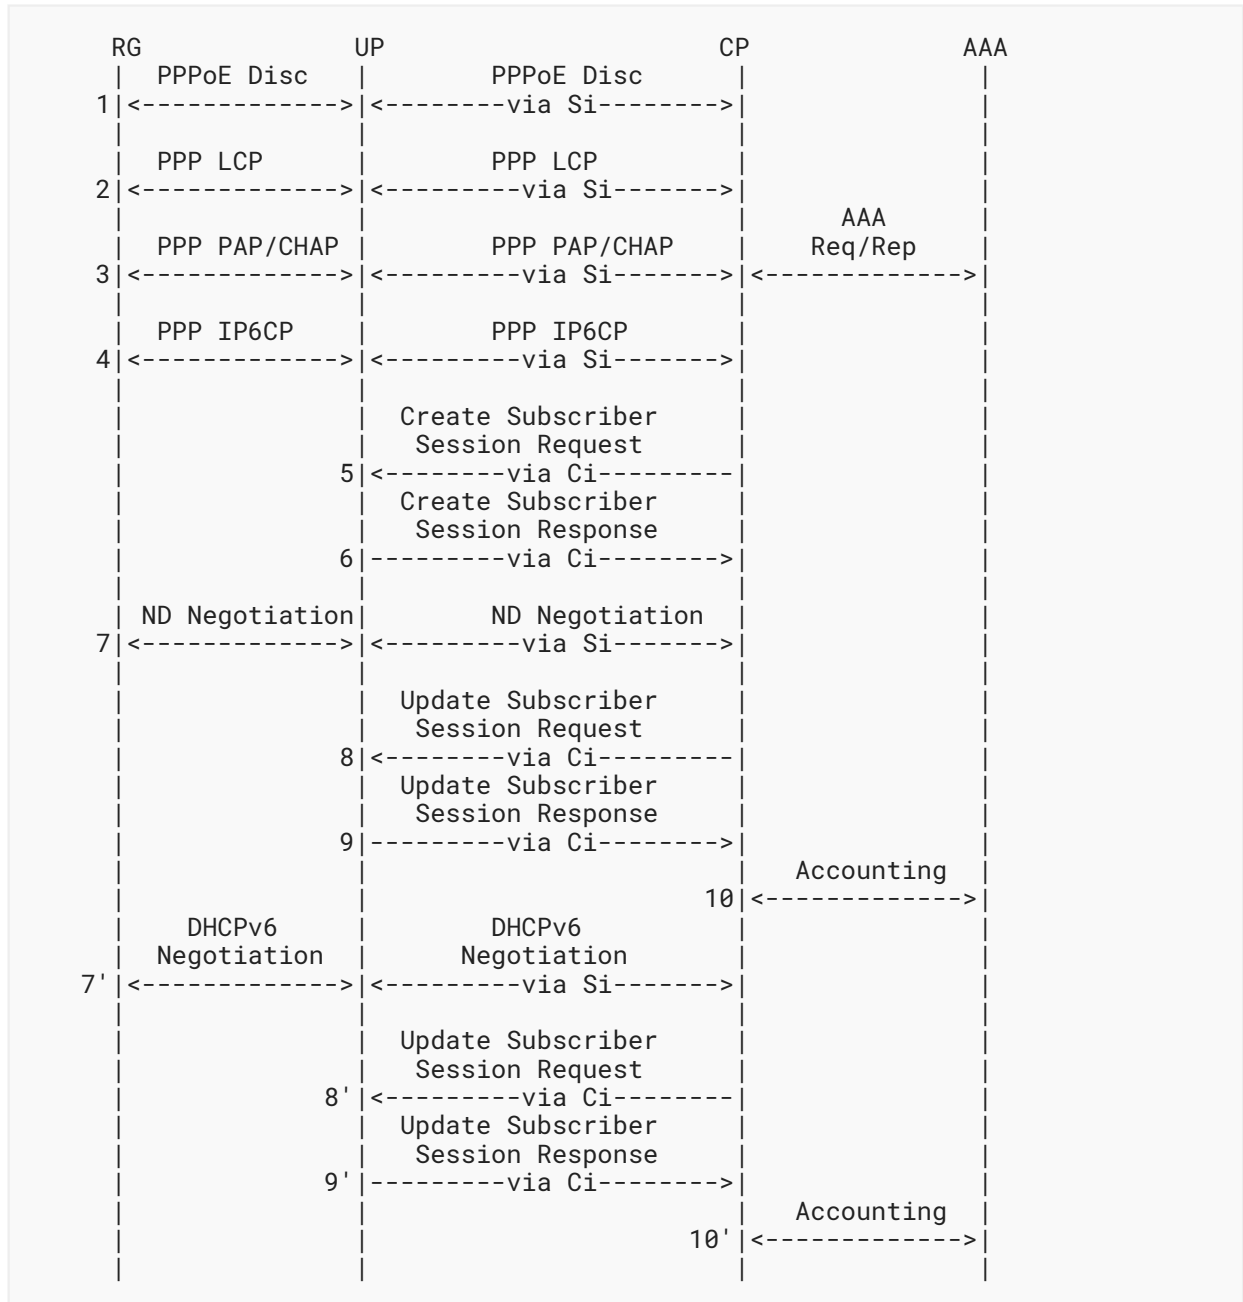 RG UP CP AAA
| PPPoE Disc | PPPoE Disc | |
1|<------------->|<--------via Si-------->| |
| | | |
| PPP LCP | PPP LCP | |
2|<------------->|<---------via Si------->| |
| | | AAA |
| PPP PAP/CHAP | PPP PAP/CHAP | Req/Rep |
3|<------------->|<---------via Si------->|<------------->|
| | | |
| PPP IP6CP | PPP IP6CP | |
4|<------------->|<---------via Si------->| |
| | | |
| | Create Subscriber | |
| | Session Request | |
| 5|<--------via Ci---------| |
| | Create Subscriber | |
| | Session Response | |
| 6|---------via Ci-------->| |
| | | |
| ND Negotiation| ND Negotiation | |
7|<------------->|<---------via Si------->| |
| | | |
| | Update Subscriber | |
| | Session Request | |
| 8|<--------via Ci---------| |
| | Update Subscriber | |
| | Session Response | |
| 9|---------via Ci-------->| |
| | | Accounting |
| | 10|<------------->|
| DHCPv6 | DHCPv6 | |
| Negotiation | Negotiation | |
7'|<------------->|<---------via Si------->| |
| | | |
| | Update Subscriber | |
| | Session Request | |
| 8'|<---------via Ci--------| |
| | Update Subscriber | |
| | Session Response | |
| 9'|---------via Ci-------->| |
| | | Accounting |
| | 10'|<------------->|
| | | |